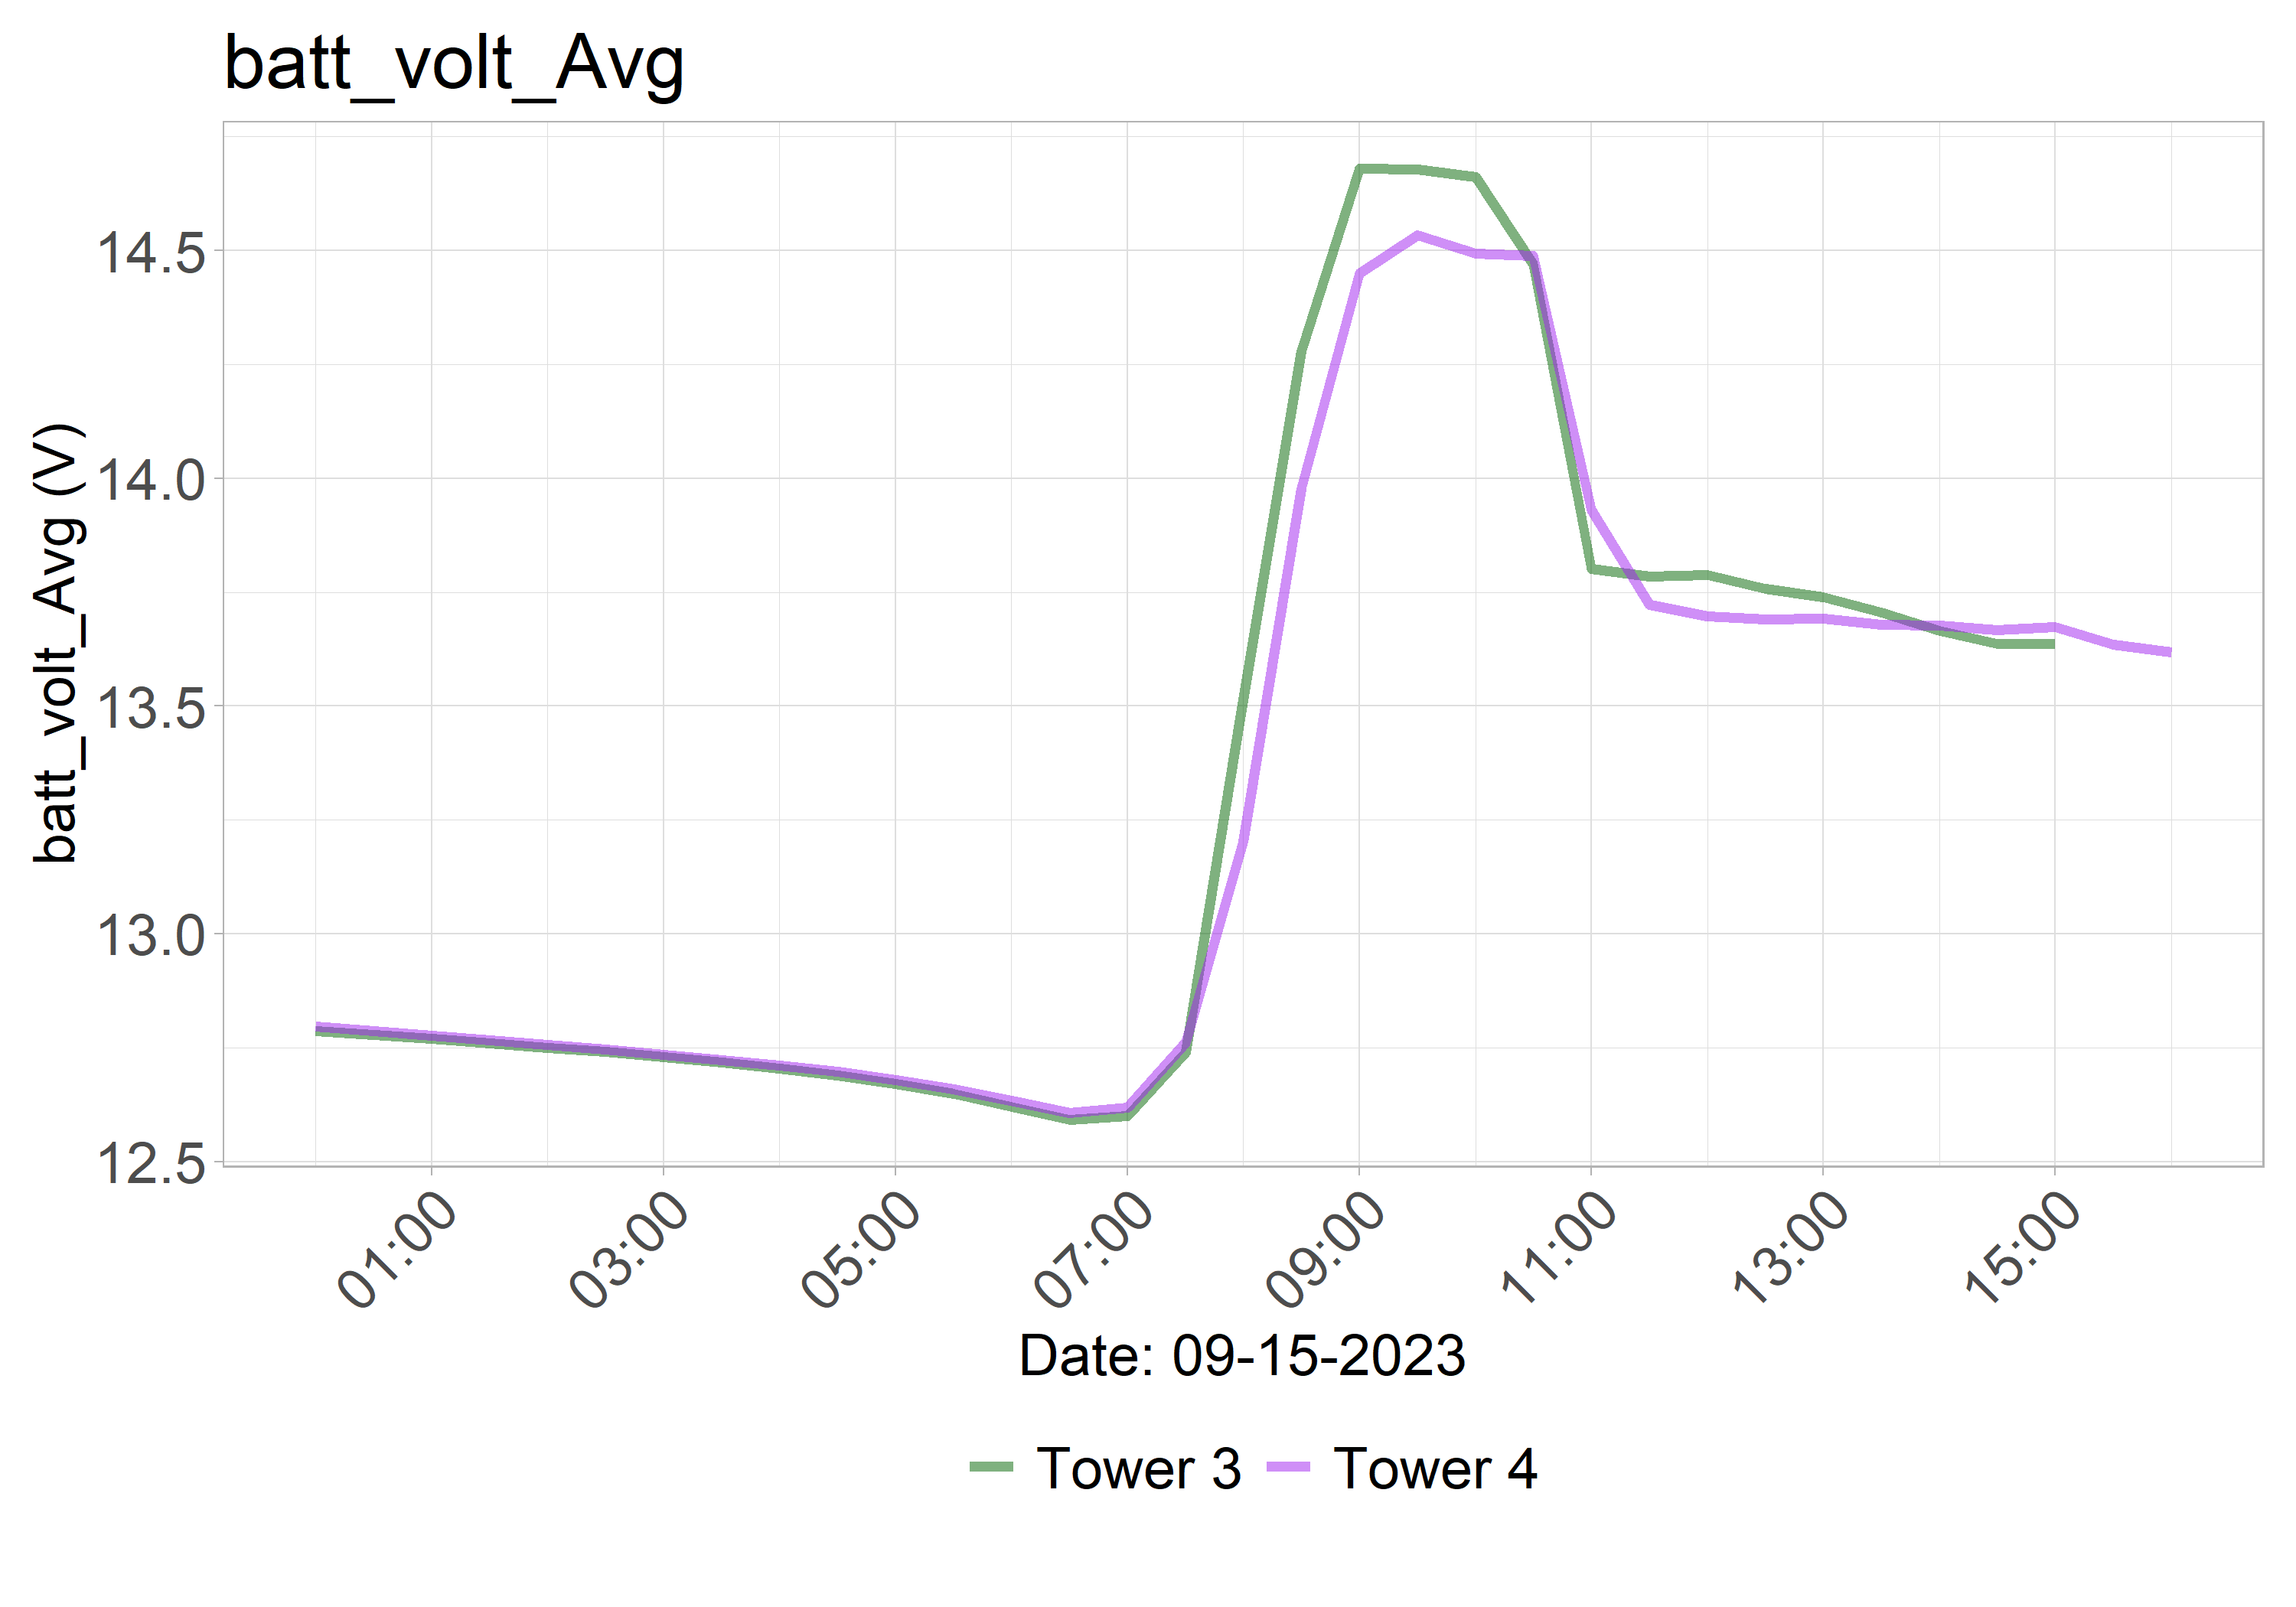 batt_volt_Avg
batt_volt_Avg (V)
14.5
14.0
13.5
13.0
12.5
01:00 03:00 05:00 07:00 09:00 11:00 13:00 15:00
Date: 09-15-2023
Tower 3 Tower 4